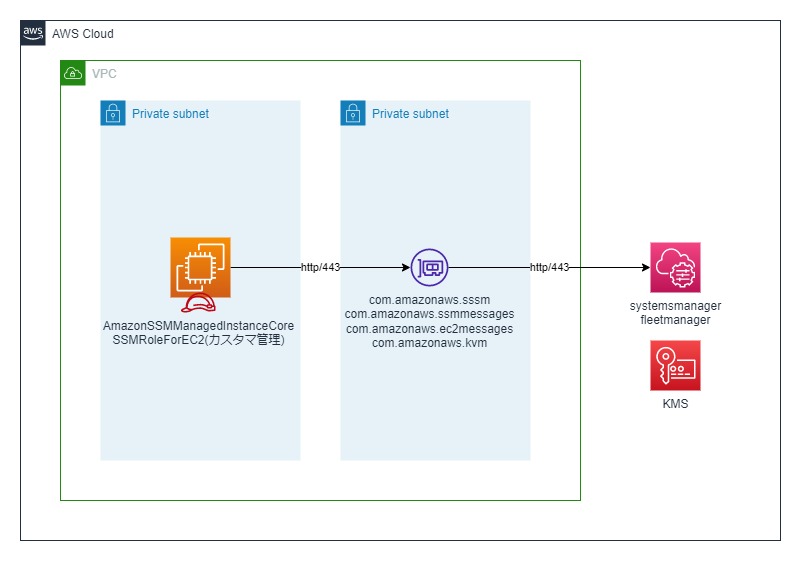 aws
AWS Cloud
VPC
Private subnet
Private subnet
http/443
http/443
AmazonSSMManagedInstanceCore
SSMRoleForEC2(カスタマ管理)
com.amazonaws.sssm
com.amazonaws.ssmmessages
com.amazonaws.ec2messages
com.amazonaws.kvm
systemsmanager
fleetmanager
KMS